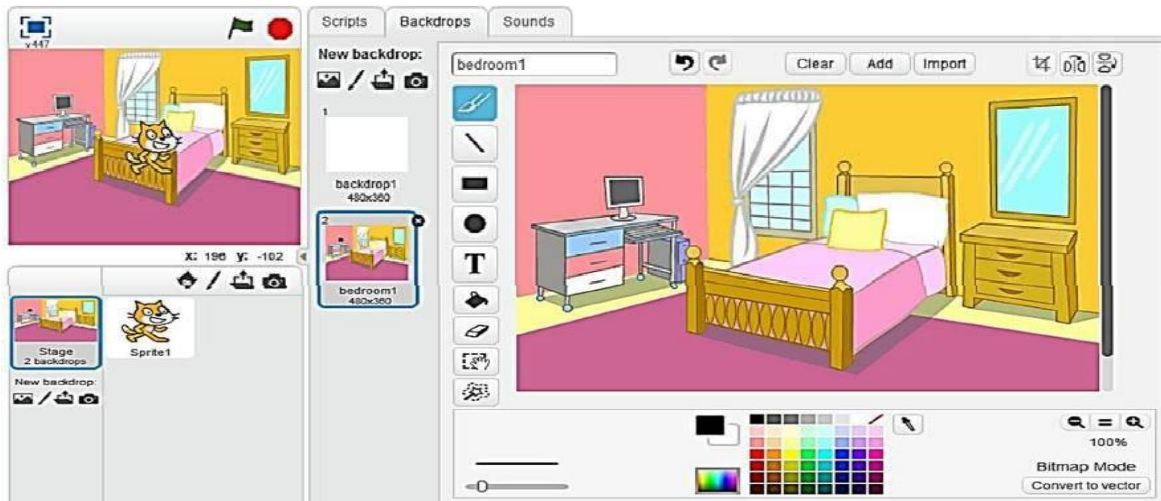 v447
Scripts
Backdrops
Sounds
New backdrop:
1
backdrop1
480x360
2
bedroom1
480x360
bedroom1
Clear
Add
Import
T
x: 196 y: -102
Stage
2 backdrops
New backdrop:
Sprite1
100%
Bitmap Mode
Convert to vector